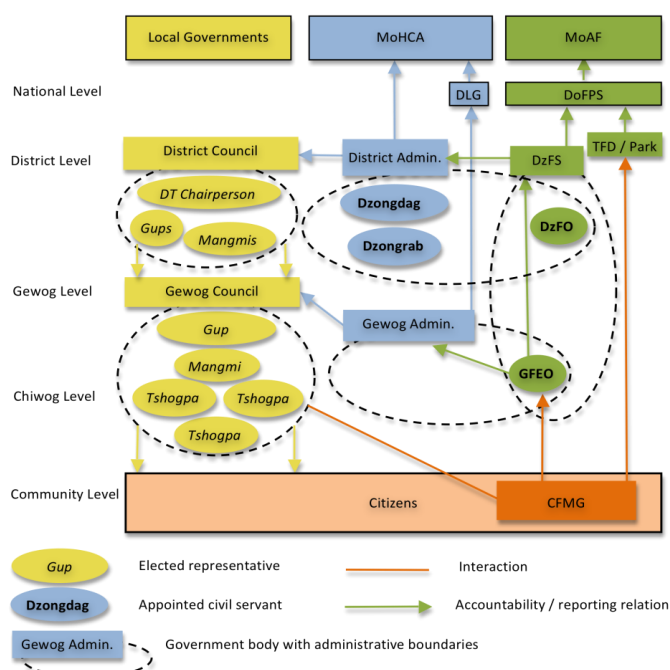 Local Governments
MoHCA
MoAF
National Level
DLG
DoFPS
District Level
District Council
District Admin.
DzFS
TFD / Park
DT Chairperson
Gups
Mangmis
Dzongdag
Dzongrab
DzFO
Gewog Level
Gewog Council
Gewog Admin.
Gup
Mangmi
GFEO
Chiwog Level
Tshogpa
Tshogpa
Tshogpa
Community Level
Citizens
CFMG
Gup
Elected representative
Interaction
Dzongdag
Appointed civil servant
Accountability / reporting relation
Gewog Admin.
Government body with administrative boundaries